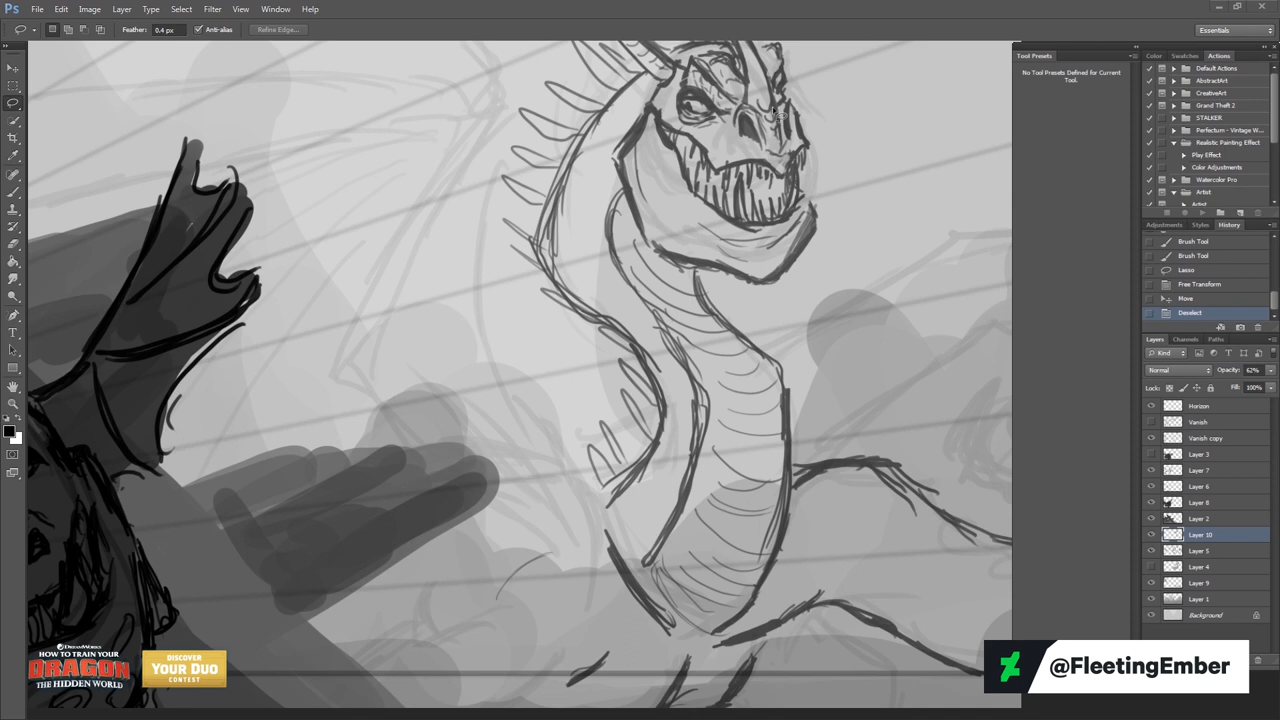 Ps File Edit Image Layer Type Select Filter View Window Help
Feather: 0.4 px Anti-alias Refine Edge... Essentials
Tool Presets
No Tool Presets Defined for Current
Tool.
Color Swatches Actions
Default Actions
AbstractArt
CreativeArt
Grand Theft 2
STALKER
Perfectum - Vintage W...
Realistic Painting Effect
Play Effect
Color Adjustments
Watercolor Pro
Artist
Artist
Adjustments Styles History
Brush Tool
Brush Tool
Lasso
Free Transform
Move
Deselect
Layers Channels Paths
Kind
Normal Opacity: 62%
Lock: Fill: 100%
Horizon
Vanish
Vanish copy
Layer 3
Layer 7
Layer 6
Layer 8
Layer 2
Layer 10
Layer 5
Layer 4
Layer 9
Layer 1
Background
DREAMWORKS
HOW TO TRAIN YOUR
DRAGON
THE HIDDEN WORLD
DISCOVER
YOUR DUO
CONTEST
@FleetingEmber